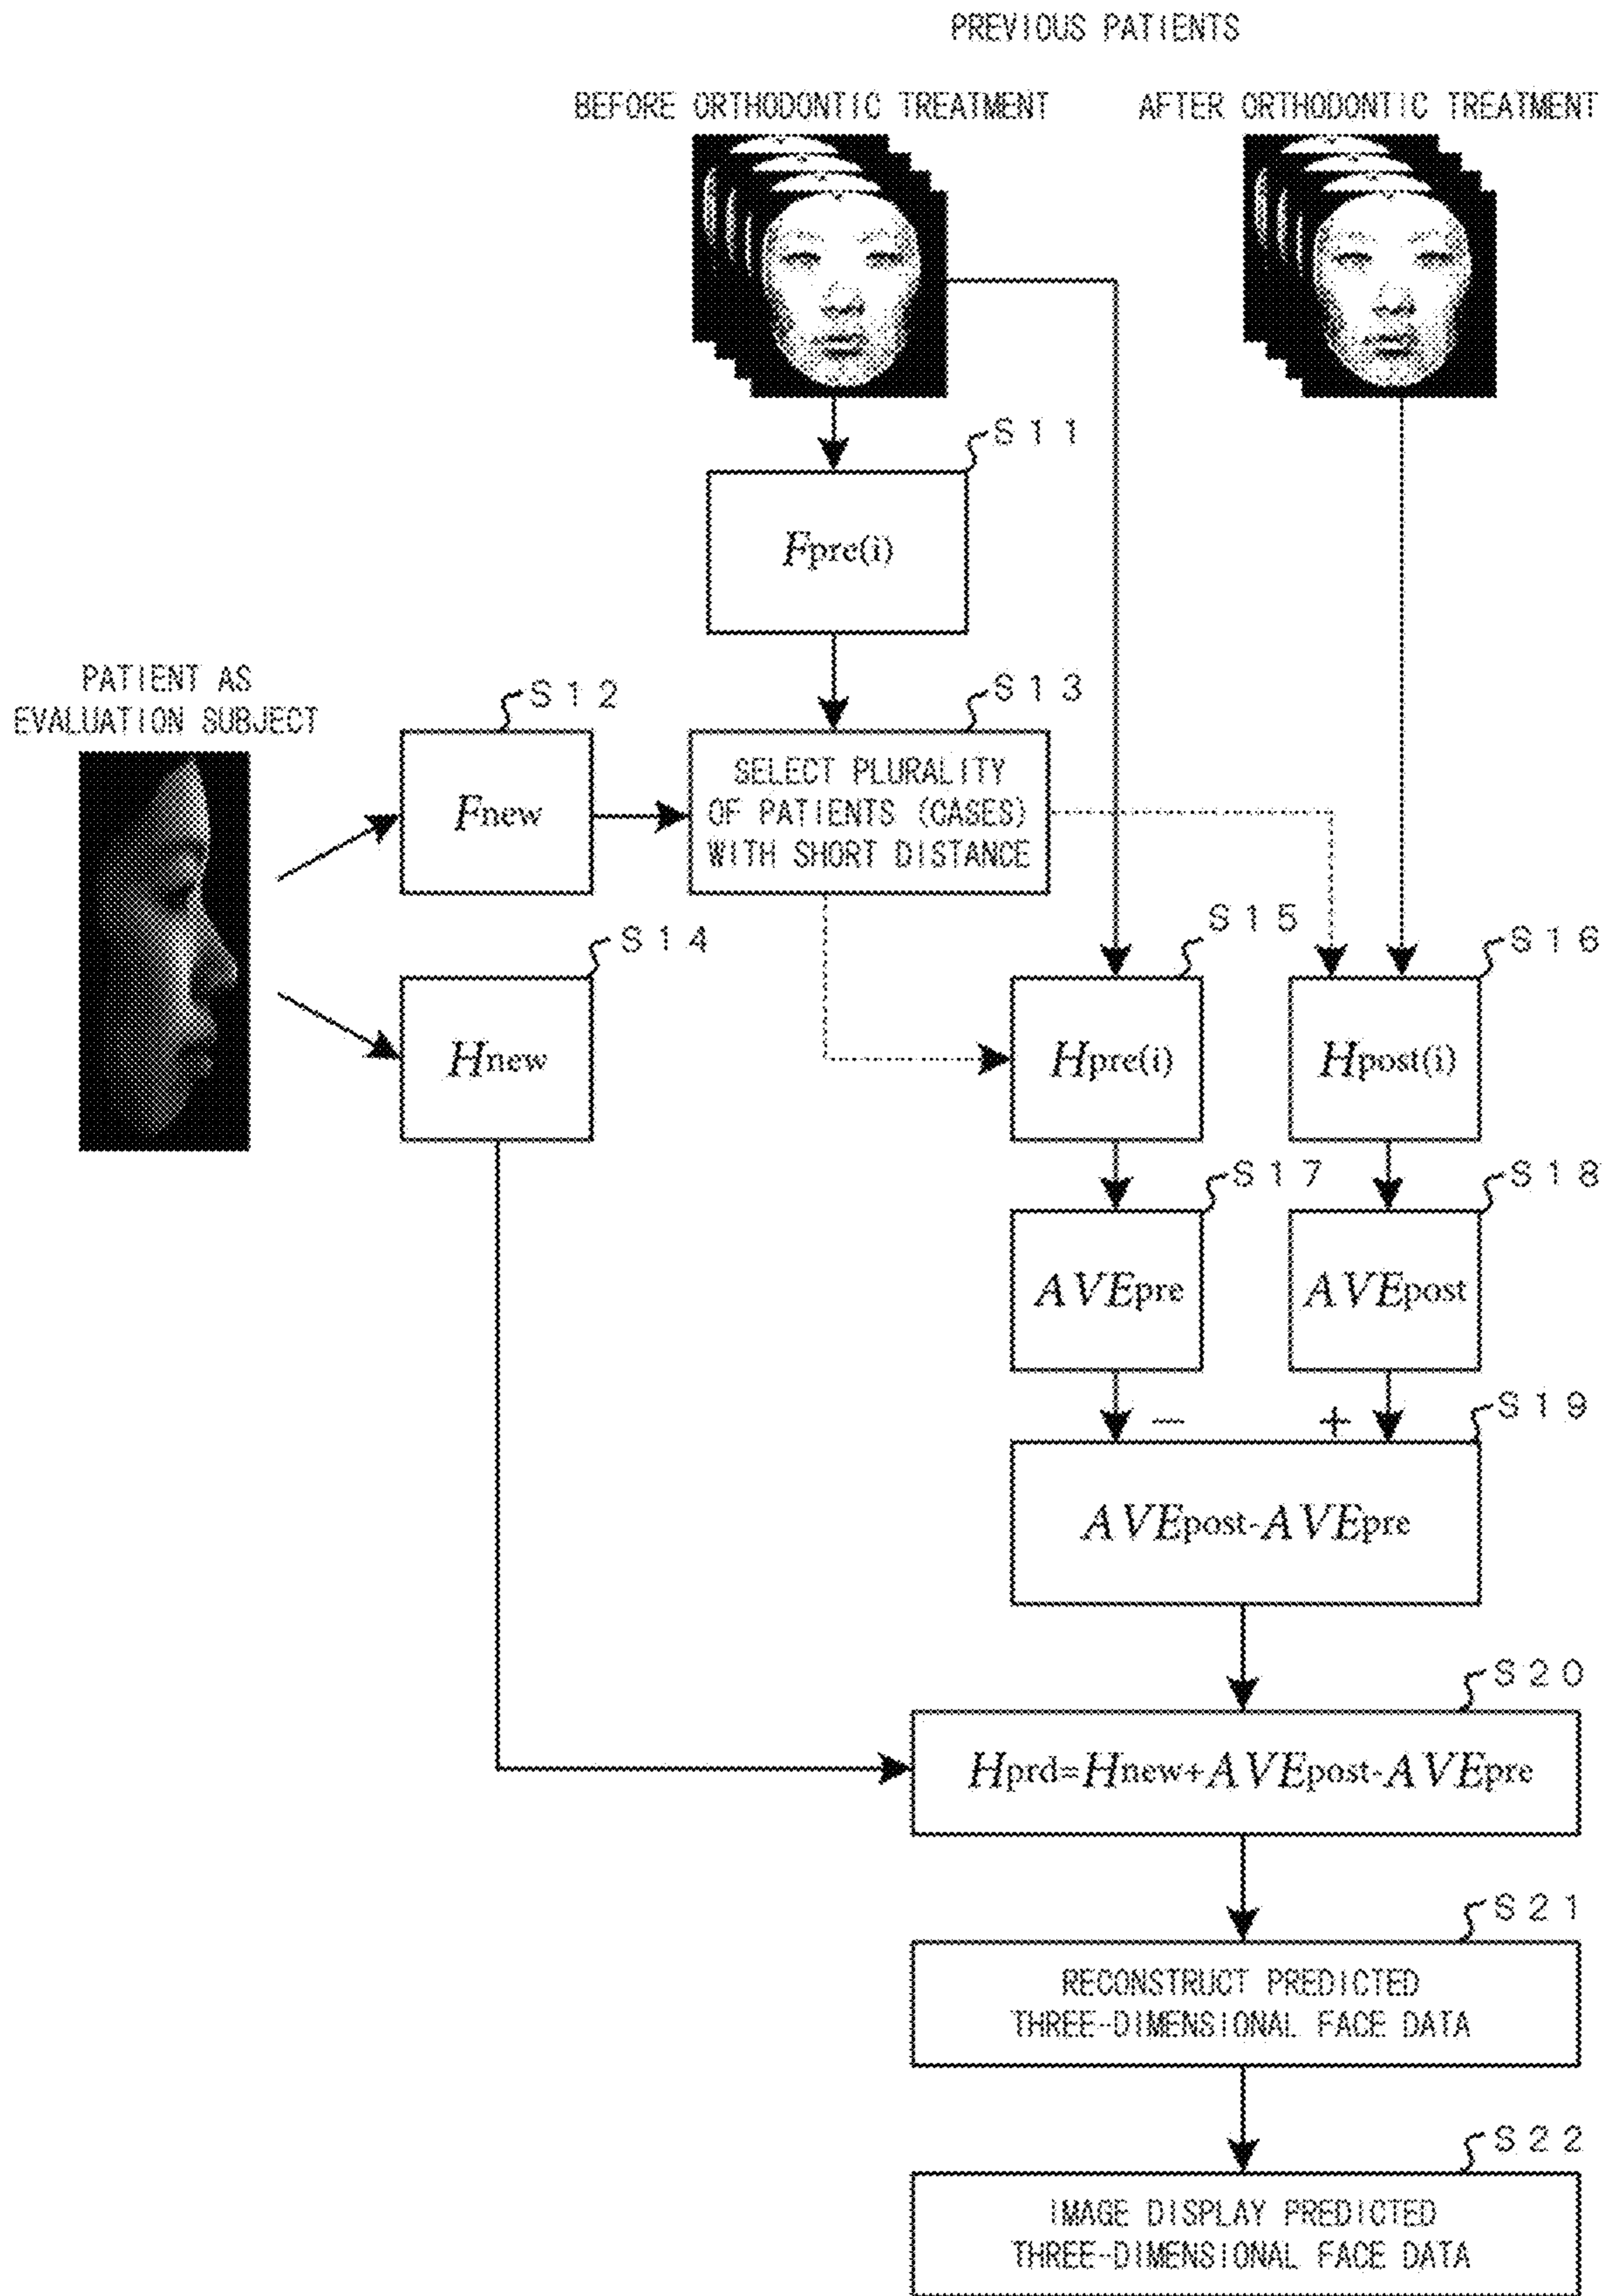 PREVIOUS PATIENTS
BEFORE ORTHODONTIC TREATMENT
AFTER ORTHODONTIC TREATMENT
S11
Fpre(i)
PATIENT AS
EVALUATION SUBJECT
S12
Fnew
S13
SELECT PLURALITY
OF PATIENTS (CASES)
WITH SHORT DISTANCE
S14
Hnew
S15
Hpre(i)
S16
Hpost(i)
S17
AVEpre
S18
AVEpost
− +
S19
AVEpost-AVEpre
S20
Hprd=Hnew+AVEpost-AVEpre
S21
RECONSTRUCT PREDICTED
THREE-DIMENSIONAL FACE DATA
S22
IMAGE DISPLAY PREDICTED
THREE-DIMENSIONAL FACE DATA